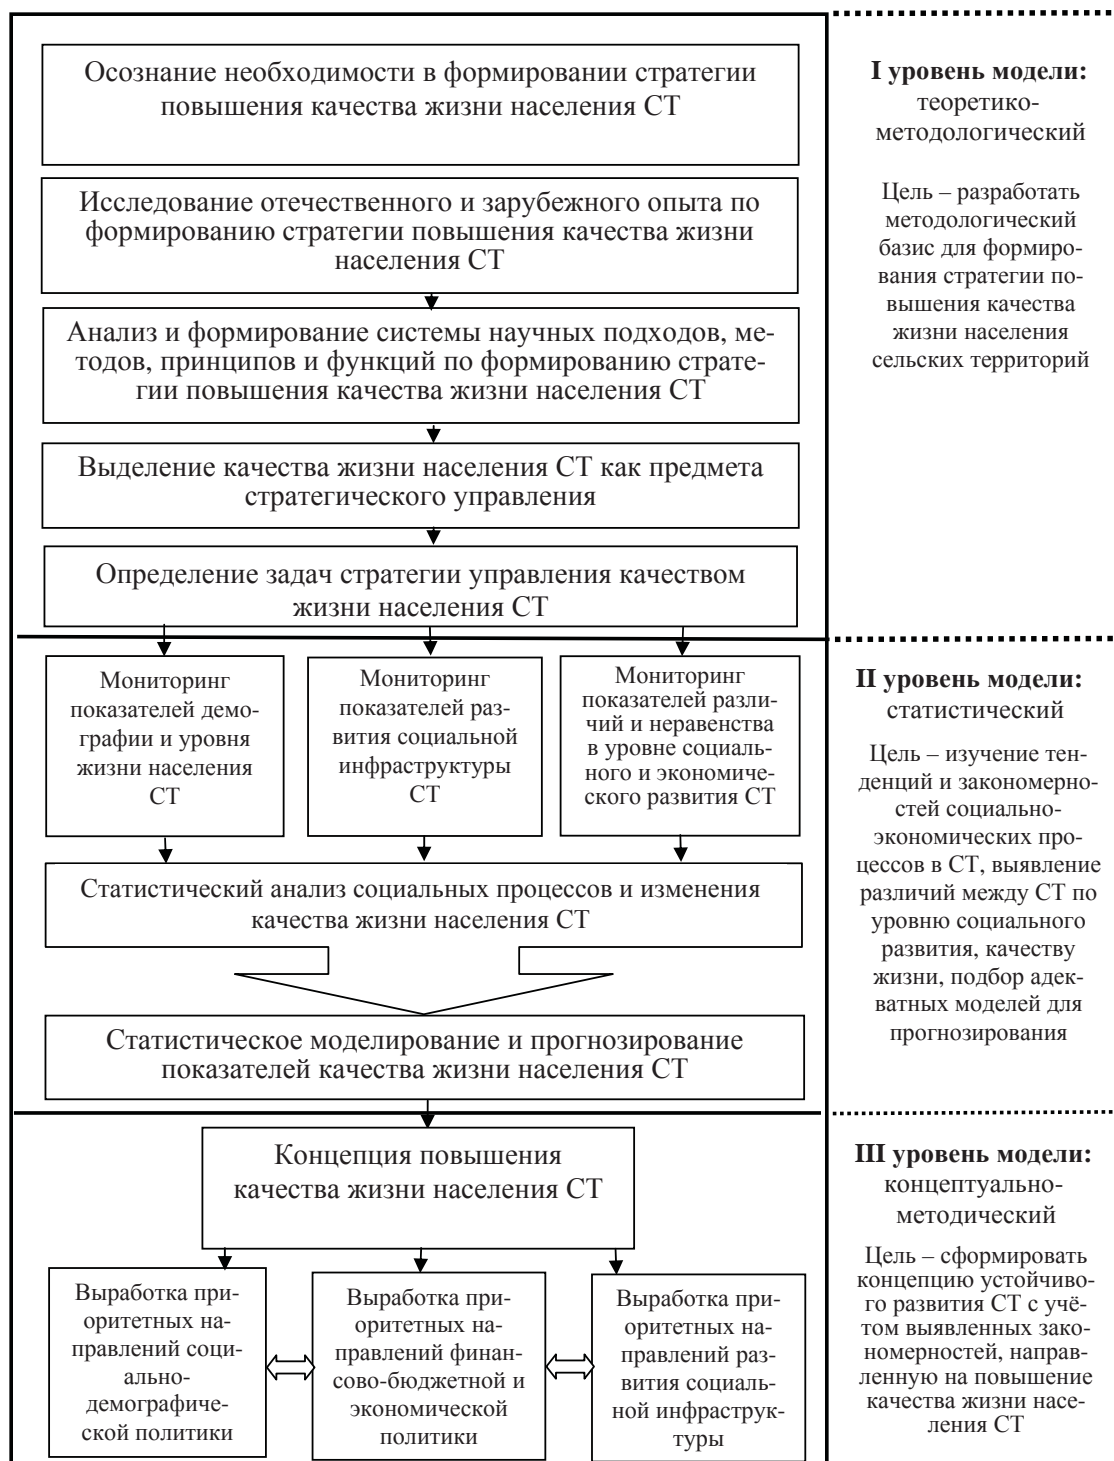 Осознание необходимости в формировании стратегии
повышения качества жизни населения СТ
Исследование отечественного и зарубежного опыта по
формированию стратегии повышения качества жизни
населения СТ
Анализ и формирование системы научных подходов, ме-
тодов, принципов и функций по формированию страте-
гии повышения качества жизни населения СТ
Выделение качества жизни населения СТ как предмета
стратегического управления
Определение задач стратегии управления качеством
жизни населения СТ
I уровень модели:
теоретико-
методологический
Цель – разработать
методологический
базис для формиро-
вания стратегии по-
вышения качества
жизни населения
сельских территорий
Мониторинг
показателей демо-
графии и уровня
жизни населения
СТ
Мониторинг
показателей раз-
вития социальной
инфраструктуры
СТ
Мониторинг
показателей разли-
чий и неравенства
в уровне социаль-
ного и экономиче-
ского развития СТ
Статистический анализ социальных процессов и изменения
качества жизни населения СТ
Статистическое моделирование и прогнозирование
показателей качества жизни населения СТ
II уровень модели:
статистический
Цель – изучение тен-
денций и закономерно-
стей социально-
экономических про-
цессов в СТ, выявление
различий между СТ по
уровню социального
развития, качеству
жизни, подбор адек-
ватных моделей для
прогнозирования
Концепция повышения
качества жизни населения СТ
Выработка при-
оритетных на-
правлений соци-
ально-
демографиче-
ской политики
Выработка при-
оритетных на-
правлений финан-
сово-бюджетной и
экономической
политики
Выработка при-
оритетных на-
правлений раз-
вития социаль-
ной инфраструк-
туры
III уровень модели:
концептуально-
методический
Цель – сформировать
концепцию устойчиво-
го развития СТ с учё-
том выявленных зако-
номерностей, направ-
ленную на повышение
качества жизни насе-
ления СТ